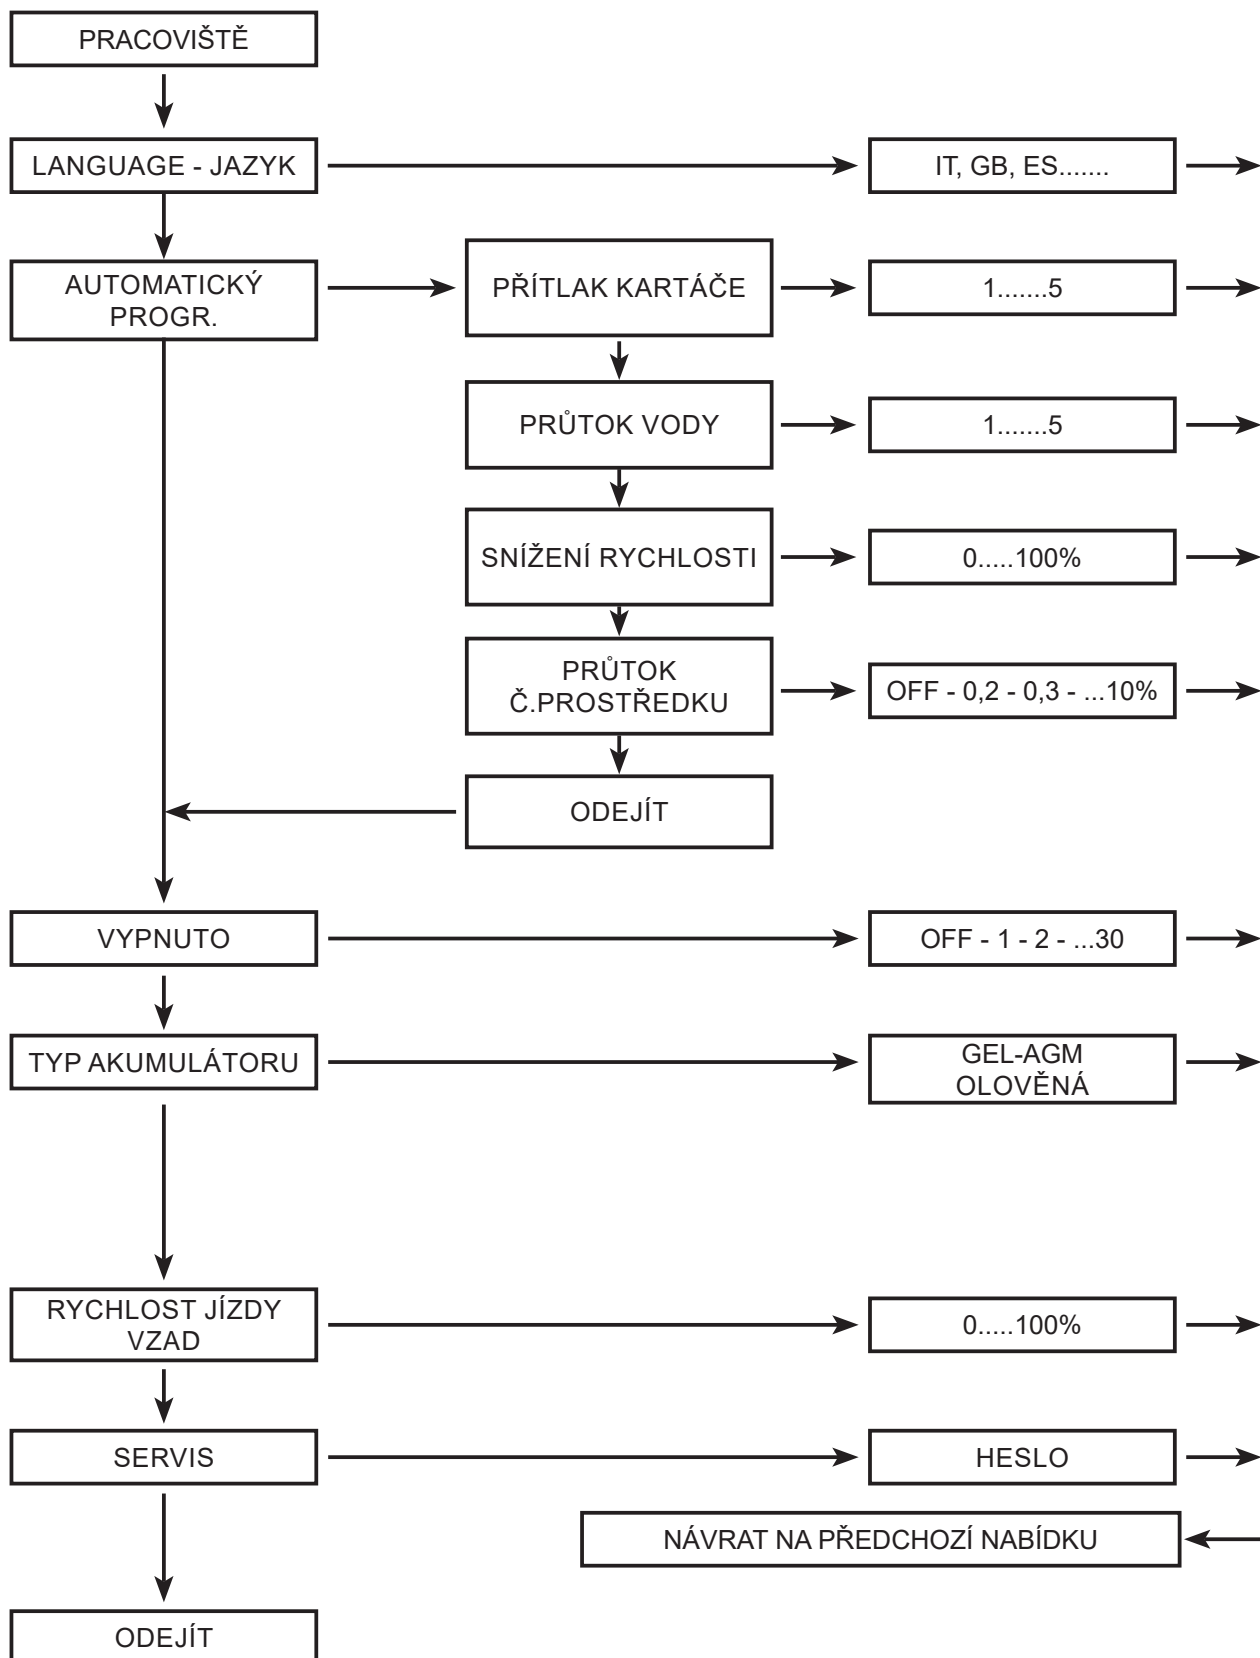 PRACOVIŠTĚ
LANGUAGE - JAZYK
IT, GB, ES.......
AUTOMATICKÝ
PROGR.
PŘÍTLAK KARTÁČE
1.......5
PRŮTOK VODY
1.......5
SNÍŽENÍ RYCHLOSTI
0.....100%
PRŮTOK
Č.PROSTŘEDKU
OFF - 0,2 - 0,3 - ...10%
ODEJÍT
VYPNUTO
OFF - 1 - 2 - ...30
TYP AKUMULÁTORU
GEL-AGM
OLOVĚNÁ
RYCHLOST JÍZDY
VZAD
0.....100%
SERVIS
HESLO
NÁVRAT NA PŘEDCHOZÍ NABÍDKU
ODEJÍT